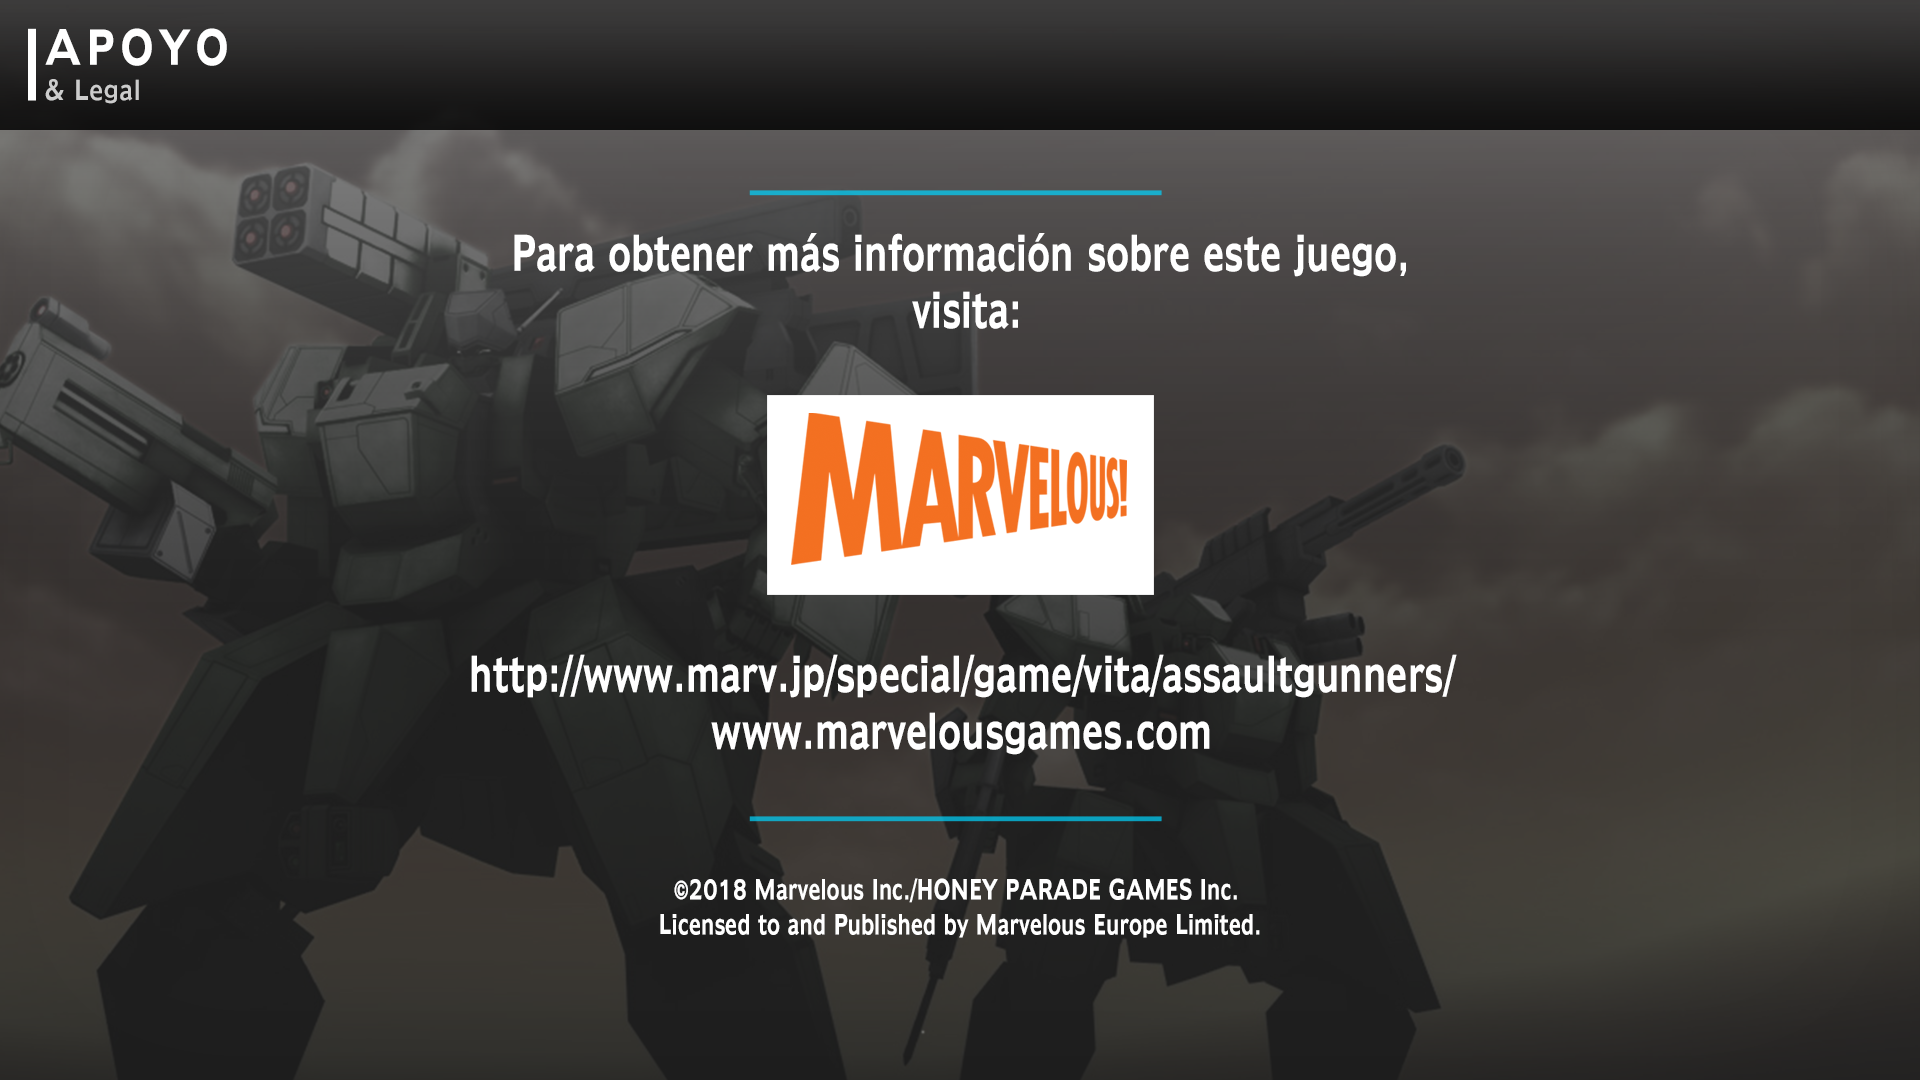 APOYO
& Legal
Para obtener más información sobre este juego,
visita:
MARVELOUS!
http://www.marv.jp/special/game/vita/assaultgunners/
www.marvelousgames.com
©2018 Marvelous Inc./HONEY PARADE GAMES Inc.
Licensed to and Published by Marvelous Europe Limited.